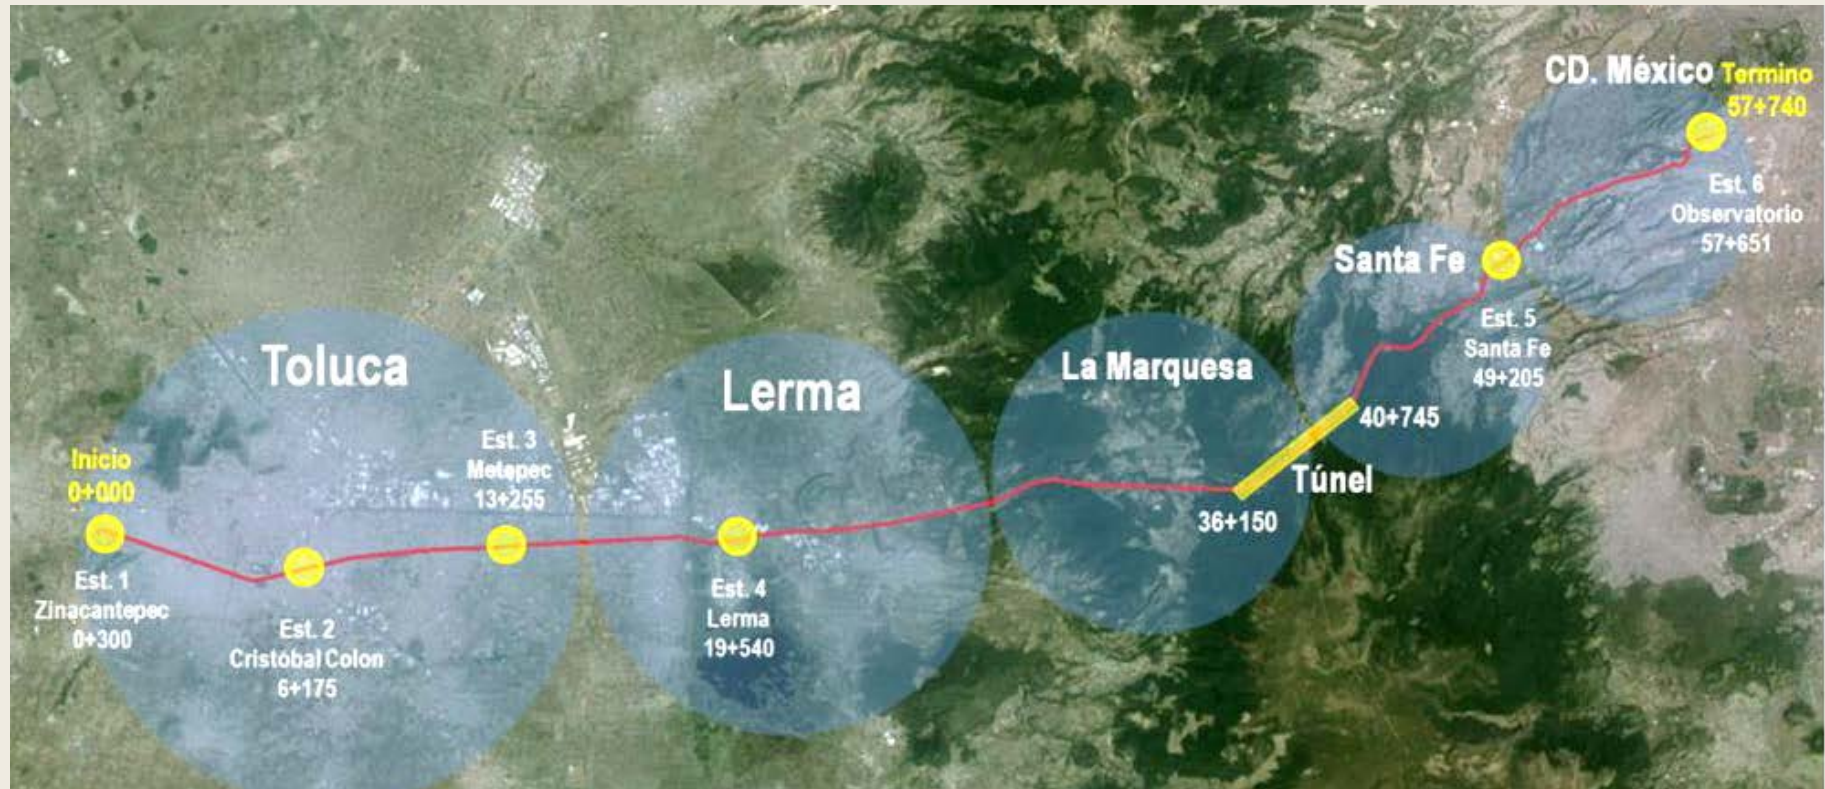 CD. México
Termino
57+740
Est. 6
Observatorio
57+651
Santa Fe
Est. 5
Santa Fe
49+205
Toluca
Lerma
La Marquesa
40+745
Túnel
36+150
Est. 3
Metepec
13+255
Inicio
0+000
Est. 1
Zinacantepec
0+300
Est. 2
Cristóbal Colon
6+175
Est. 4
Lerma
19+540